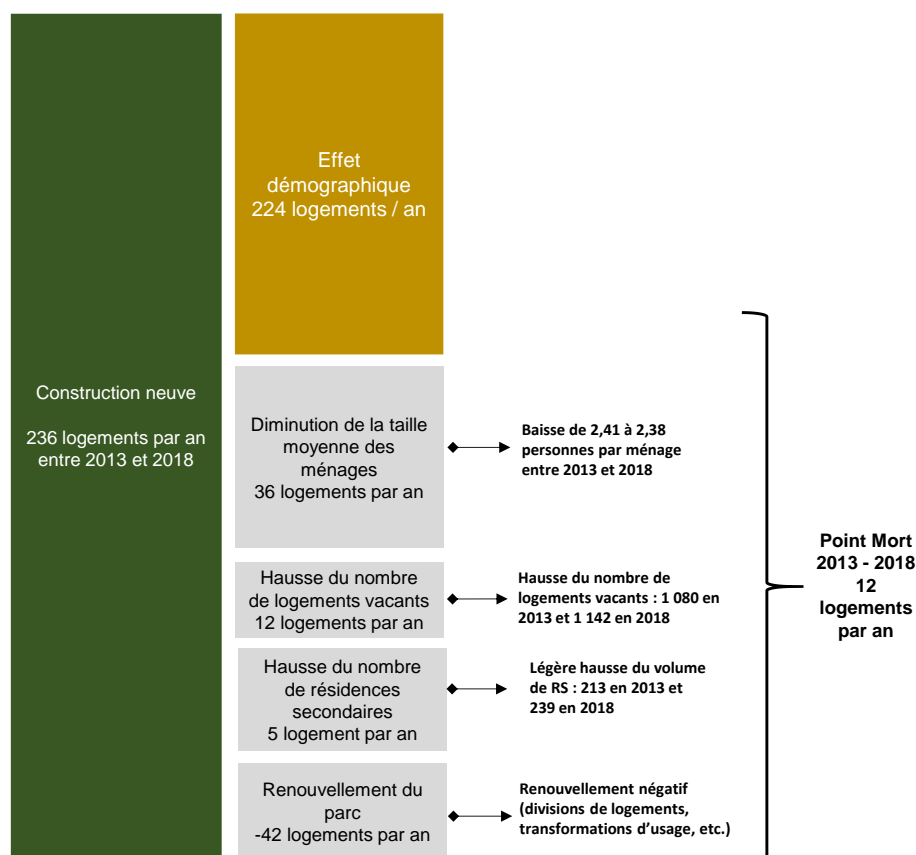 Construction neuve
236 logements par an
entre 2013 et 2018
Effet
démographique
224 logements / an
Diminution de la taille
moyenne des
ménages
36 logements par an
Baisse de 2,41 à 2,38
personnes par ménage
entre 2013 et 2018
Hausse du nombre
de logements vacants
12 logements par an
Hausse du nombre de
logements vacants : 1 080 en
2013 et 1 142 en 2018
Hausse du nombre
de résidences
secondaires
5 logement par an
Légère hausse du volume
de RS : 213 en 2013 et
239 en 2018
Renouvellement du
parc
-42 logements par an
Renouvellement négatif
(divisions de logements,
transformations d’usage, etc.)
Point Mort
2013 - 2018
12
logements
par an